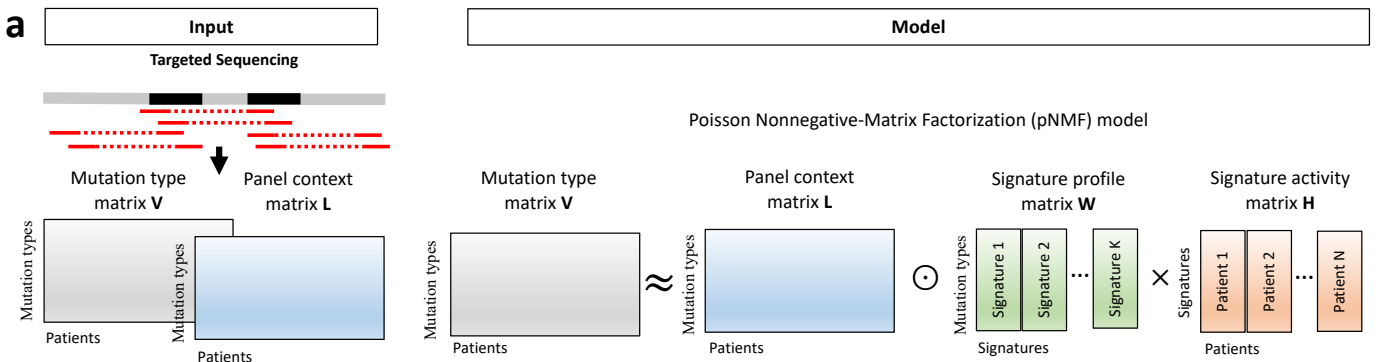 a
Input
Targeted Sequencing
Mutation type
matrix V
Panel context
matrix L
Mutation types
Patients
Mutation types
Patients
Model
Poisson Nonnegative-Matrix Factorization (pNMF) model
Mutation type
matrix V
Mutation types
Patients
≈
Panel context
matrix L
Mutation types
Patients
⊙
Signature profile
matrix W
Mutation types
Signature 1
Signature 2
...
Signature K
Signatures
×
Signature activity
matrix H
Signatures
Patient 1
Patient 2
...
Patient N
Patients